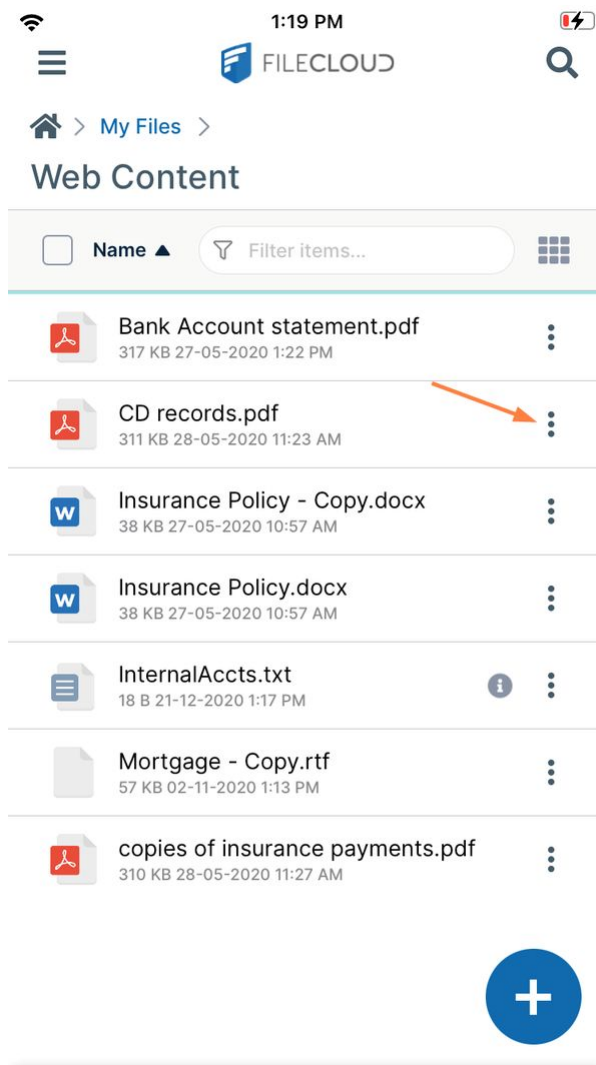 1:19 PM
FILECLOUD
My Files
Web Content
Name
Filter items...
Bank Account statement.pdf
317 KB 27-05-2020 1:22 PM
CD records.pdf
311 KB 28-05-2020 11:23 AM
W
Insurance Policy - Copy.docx
38 KB 27-05-2020 10:57 AM
W
Insurance Policy.docx
38 KB 27-05-2020 10:57 AM
InternalAccts.txt
18 B 21-12-2020 1:17 PM
Mortgage - Copy.rtf
57 KB 02-11-2020 1:13 PM
copies of insurance payments.pdf
310 KB 28-05-2020 11:27 AM